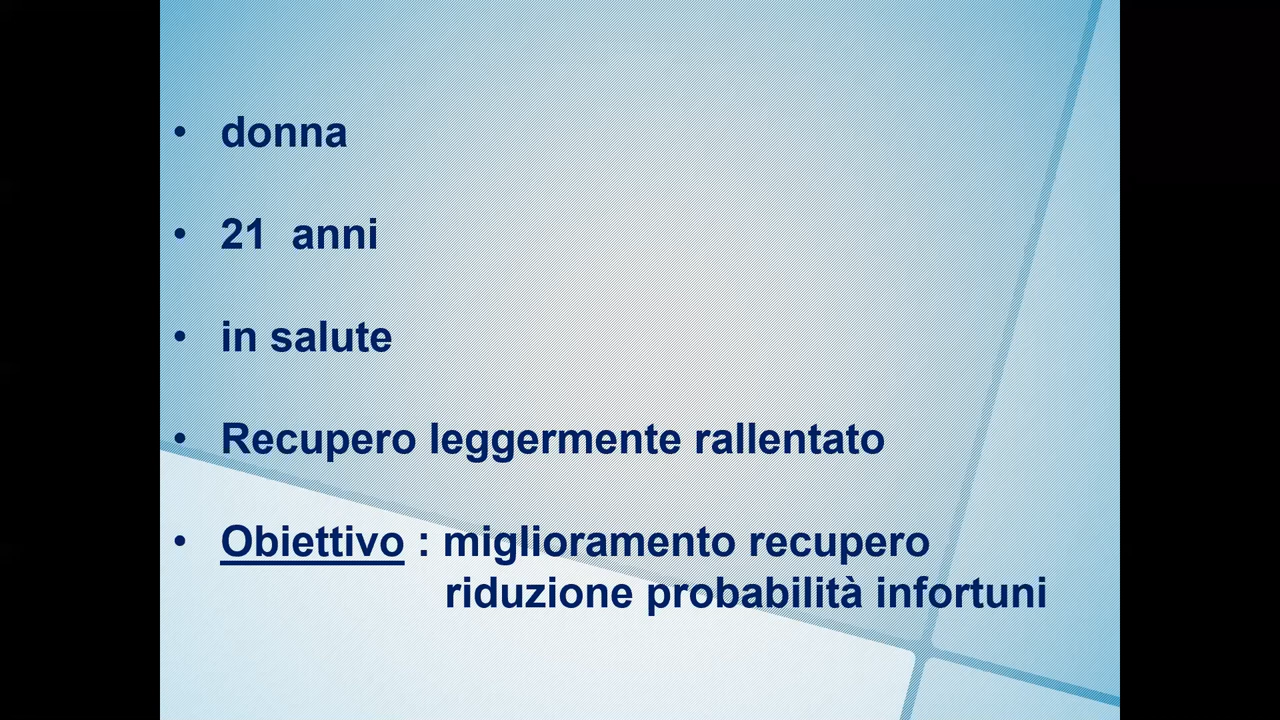 • donna
• 21 anni
• in salute
• Recupero leggermente rallentato
• Obiettivo : miglioramento recupero
riduzione probabilità infortuni